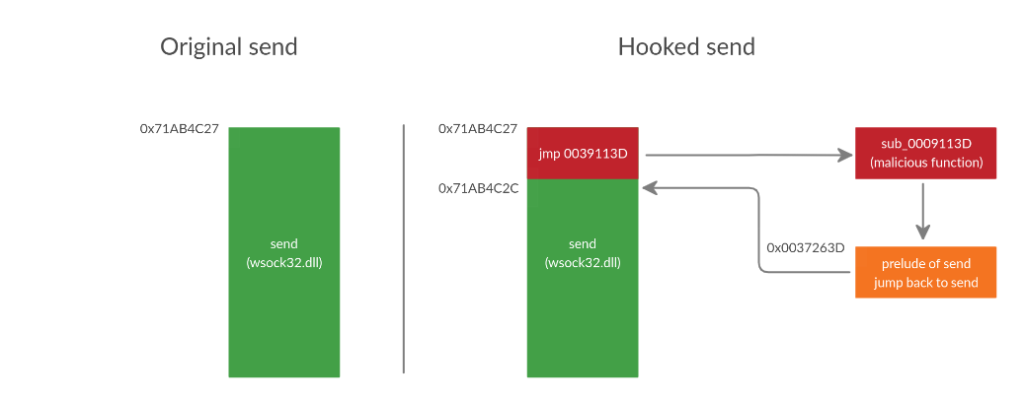 Original send
Hooked send
0x71AB4C27
send
(wsock32.dll)
0x71AB4C27
jmp 0039113D
0x71AB4C2C
send
(wsock32.dll)
sub_0009113D
(malicious function)
0x0037263D
prelude of send
jump back to send